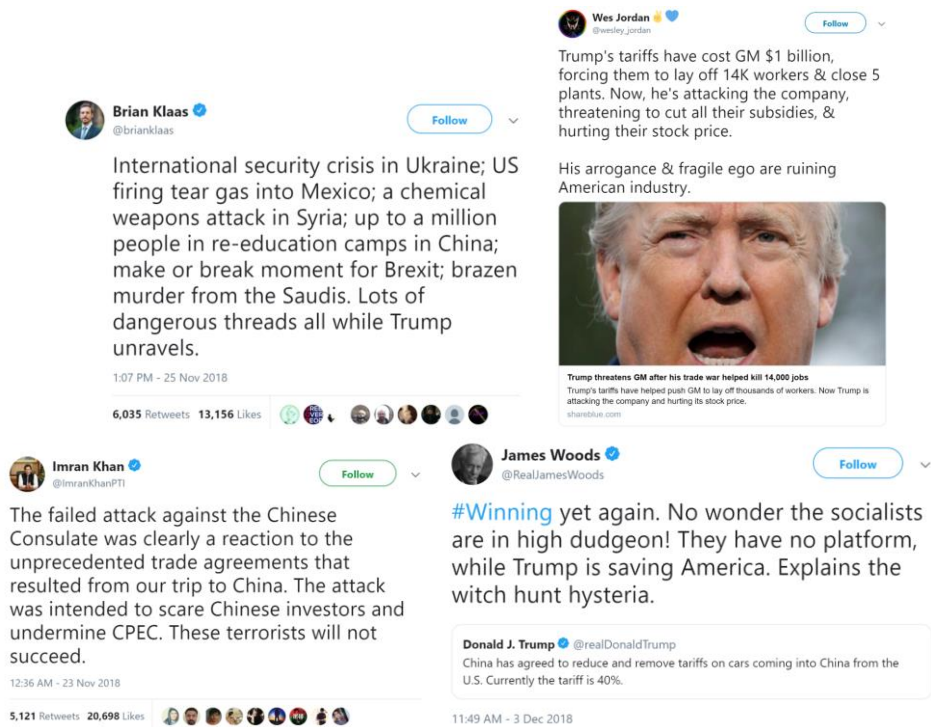 Brian Klaas
@brianklaas
Follow
International security crisis in Ukraine; US
firing tear gas into Mexico; a chemical
weapons attack in Syria; up to a million
people in re-education camps in China;
make or break moment for Brexit; brazen
murder from the Saudis. Lots of
dangerous threads all while Trump
unravels.
1:07 PM - 25 Nov 2018
6,035 Retweets 13,156 Likes
Wes Jordan
@wesley_jordan
Follow
Trump's tariffs have cost GM $1 billion,
forcing them to lay off 14K workers & close 5
plants. Now, he's attacking the company,
threatening to cut all their subsidies, &
hurting their stock price.
His arrogance & fragile ego are ruining
American industry.
Trump threatens GM after his trade war helped kill 14,000 jobs
Trump's tariffs have helped push GM to lay off thousands of workers. Now Trump is
attacking the company and hurting its stock price.
shareblue.com
Imran Khan
@ImranKhanPTI
Follow
The failed attack against the Chinese
Consulate was clearly a reaction to the
unprecedented trade agreements that
resulted from our trip to China. The attack
was intended to scare Chinese investors and
undermine CPEC. These terrorists will not
succeed.
12:36 AM - 23 Nov 2018
5,121 Retweets 20,698 Likes
James Woods
@RealJamesWoods
Follow
#Winning yet again. No wonder the socialists
are in high dudgeon! They have no platform,
while Trump is saving America. Explains the
witch hunt hysteria.
Donald J. Trump @realDonaldTrump
China has agreed to reduce and remove tariffs on cars coming into China from the
U.S. Currently the tariff is 40%.
11:49 AM - 3 Dec 2018